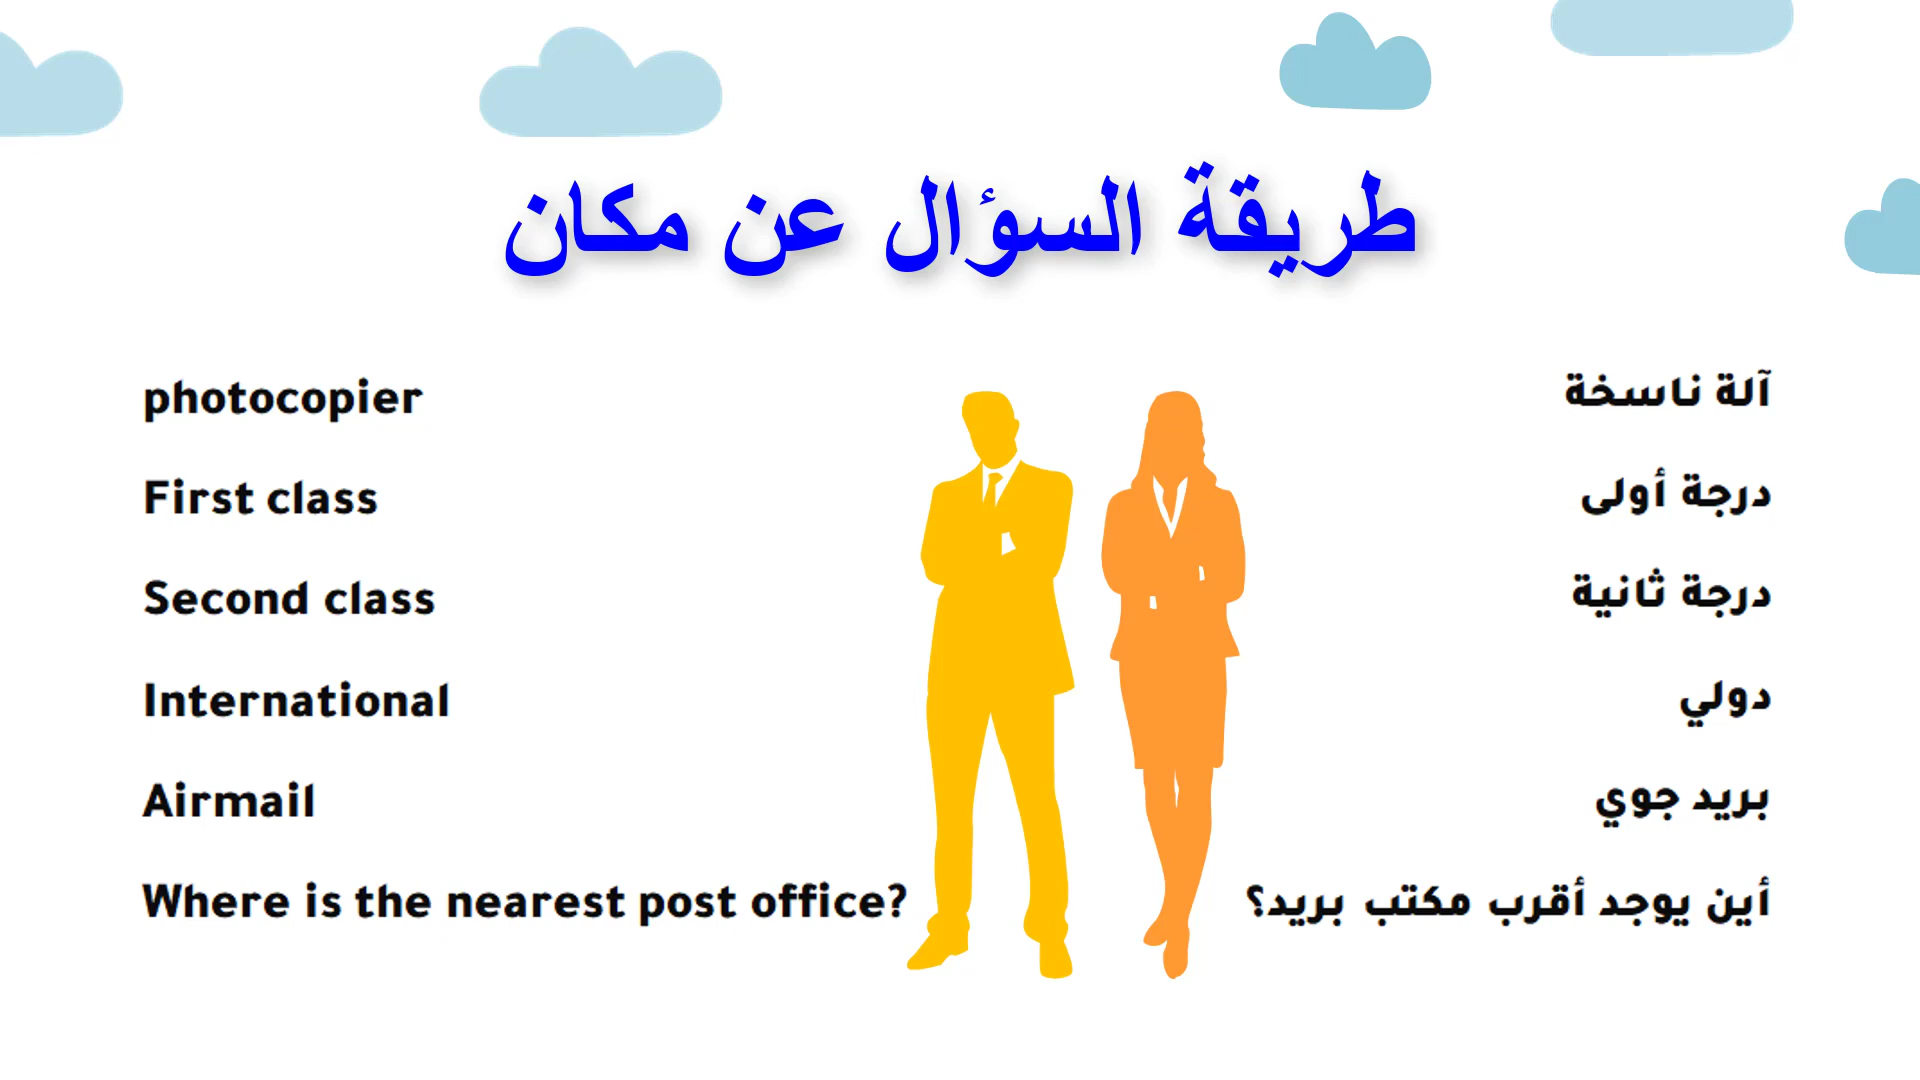 طريقة السؤال عن مكان
photocopier
آلة ناسخة
First class
درجة أولى
Second class
درجة ثانية
International
دولي
Airmail
بريد جوي
Where is the nearest post office?
أين يوجد أقرب مكتب بريد؟